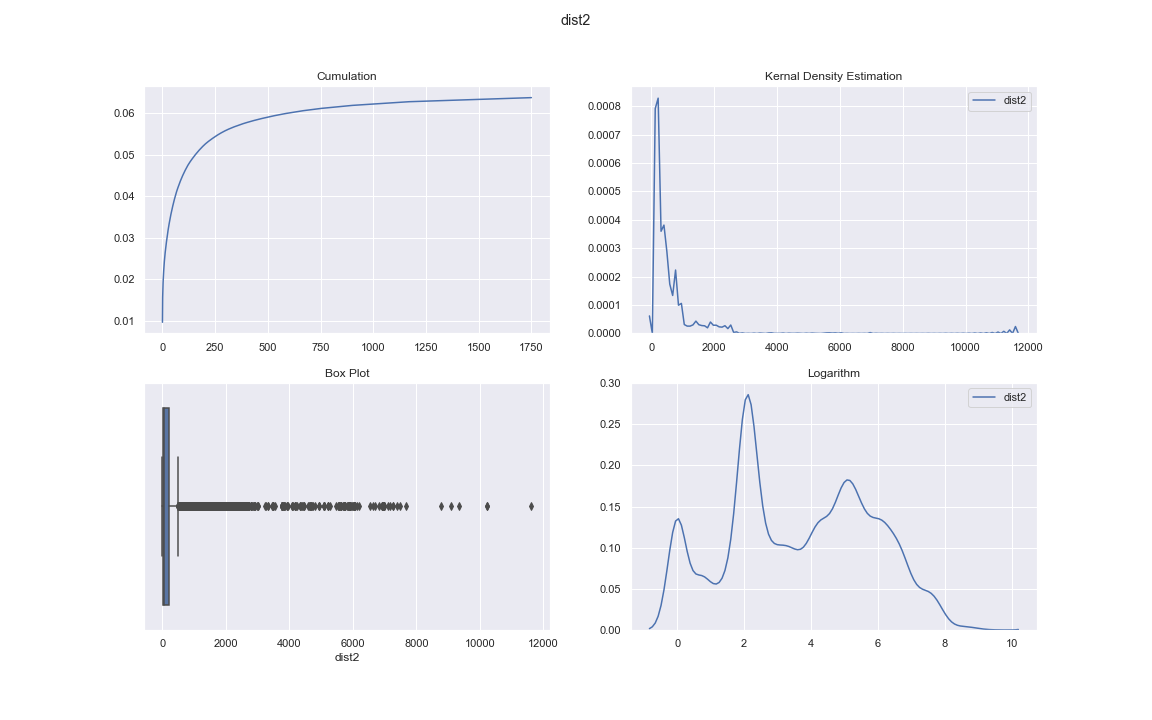 dist2
Cumulation
0.06
0.05
0.04
0.03
0.02
0.01
0 250 500 750 1000 1250 1500 1750
Kernal Density Estimation
dist2
0.0008
0.0007
0.0006
0.0005
0.0004
0.0003
0.0002
0.0001
0.0000
0 2000 4000 6000 8000 10000 12000
Box Plot
0 2000 4000 6000 8000 10000 12000
dist2
Logarithm
dist2
0.30
0.25
0.20
0.15
0.10
0.05
0.00
0 2 4 6 8 10